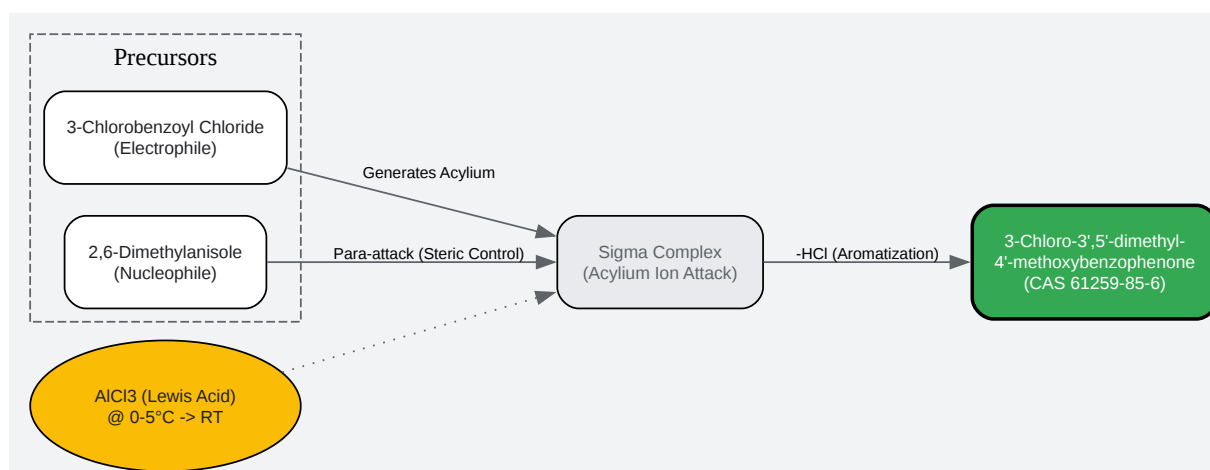 Precursors
3-Chlorobenzoyl Chloride
(Electrophile)
Generates Acylium
2,6-Dimethylanisole
(Nucleophile)
Para-attack (Steric Control)
Sigma Complex
(Acylium Ion Attack)
-HCl (Aromatization)
3-Chloro-3',5'-dimethyl-
4'-methoxybenzophenone
(CAS 61259-85-6)
AlCl3 (Lewis Acid)
@ 0-5°C -> RT